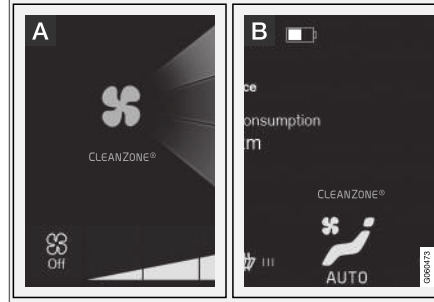 A
CLEANZONE®
Off
B
ce
onsumption
m
CLEANZONE®
AUTO
G060473